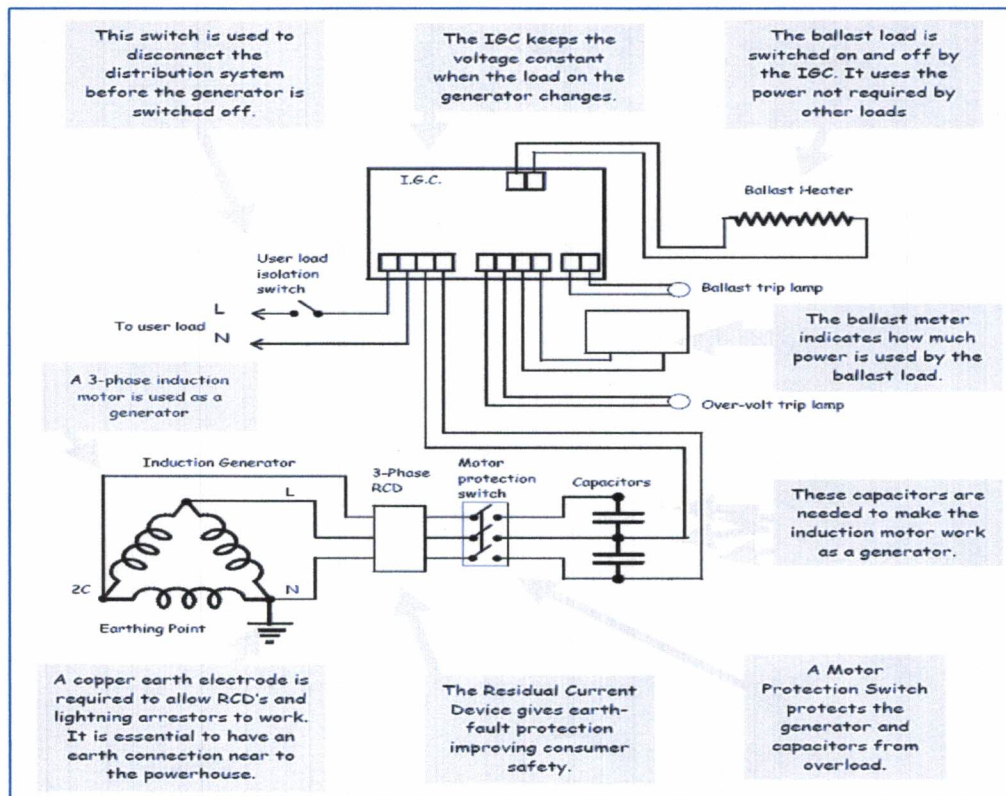 This switch is used to
disconnect the
distribution system
before the generator is
switched off.
The IGC keeps the
voltage constant
when the load on the
generator changes.
The ballast load is
switched on and off by
the IGC. It uses the
power not required by
other loads
I.G.C.
Ballast Heater
User load
isolation
switch
L
To user load
N
Ballast trip lamp
The ballast meter
indicates how much
power is used by the
ballast load.
Over-volt trip lamp
A 3-phase induction
motor is used as a
generator
Induction Generator
L
3-Phase
RCD
Motor
protection
switch
Capacitors
These capacitors are
needed to make the
induction motor work
as a generator.
2C
N
Earthing Point
A copper earth electrode is
required to allow RCD's and
lightning arrestors to work.
It is essential to have an
earth connection near to
the powerhouse.
The Residual Current
Device gives earth-
fault protection
improving consumer
safety.
A Motor
Protection Switch
protects the
generator and
capacitors from
overload.